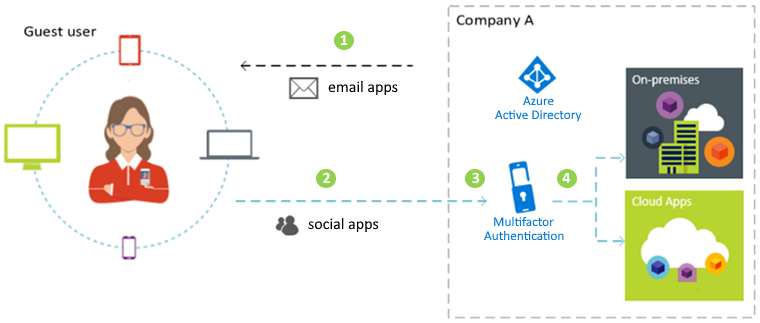 Guest user
1
email apps
2
social apps
Company A
Azure
Active Directory
3
4
Multifactor
Authentication
On-premises
Cloud Apps